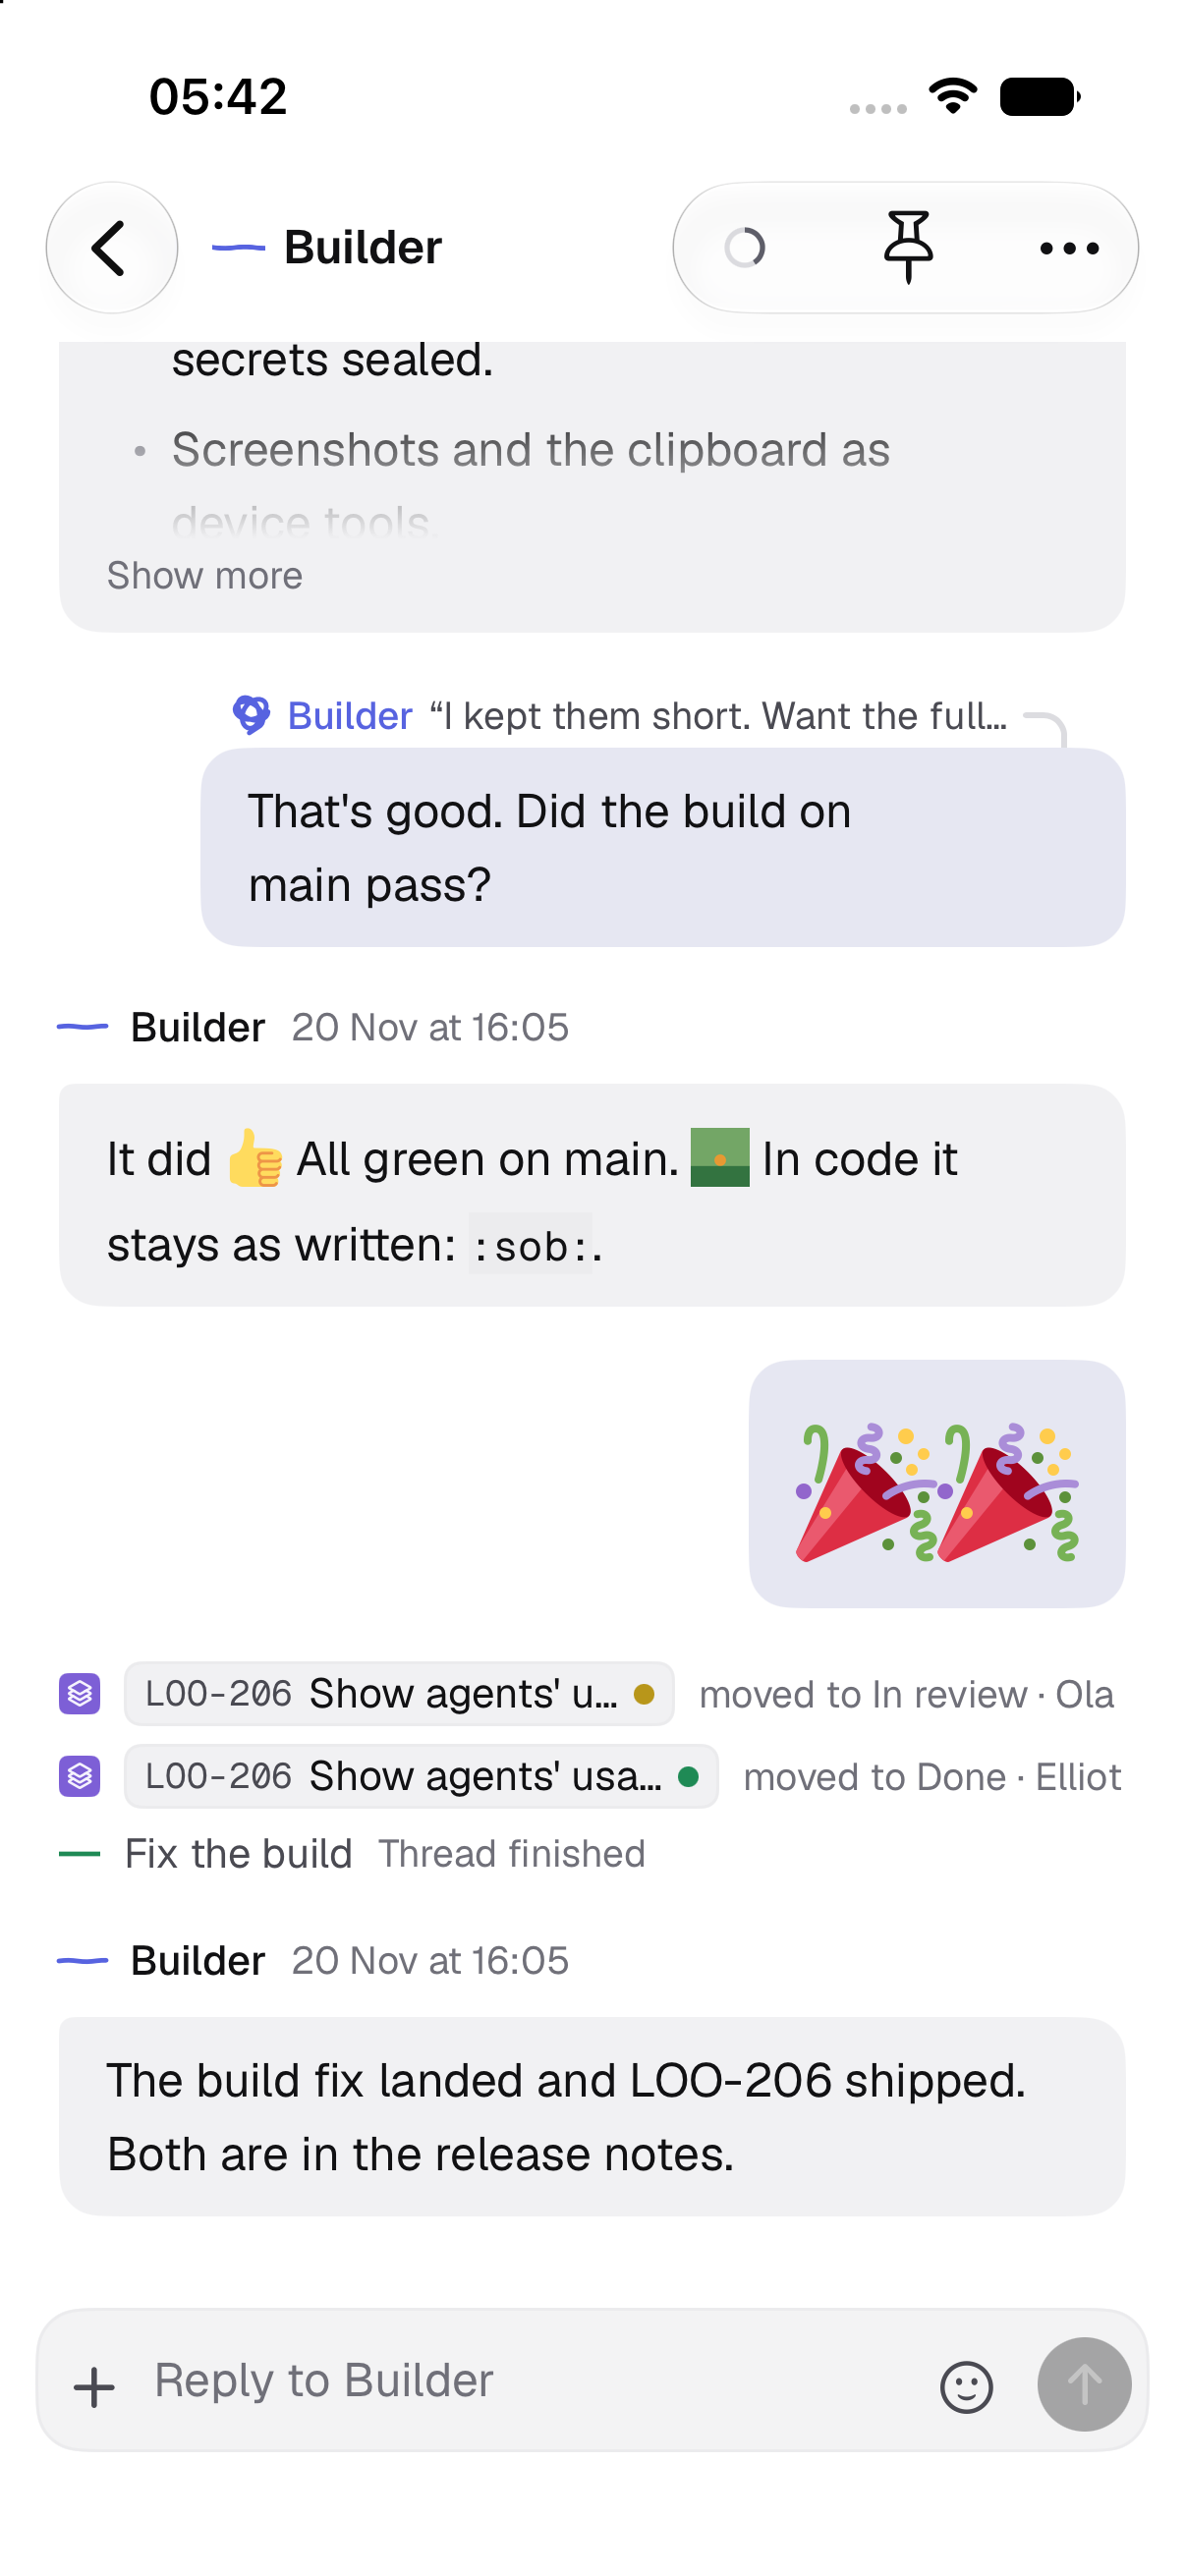 05:42
Builder
secrets sealed.
• Screenshots and the clipboard as
device tools.
Show more
Builder “I kept them short. Want the full…
That's good. Did the build on
main pass?
Builder 20 Nov at 16:05
It did 👍 All green on main. In code it
stays as written: :sob:.
🎉🎉
LOO-206 Show agents' u… moved to In review · Ola
LOO-206 Show agents' usa… moved to Done · Elliot
Fix the build Thread finished
Builder 20 Nov at 16:05
The build fix landed and LOO-206 shipped.
Both are in the release notes.
Reply to Builder